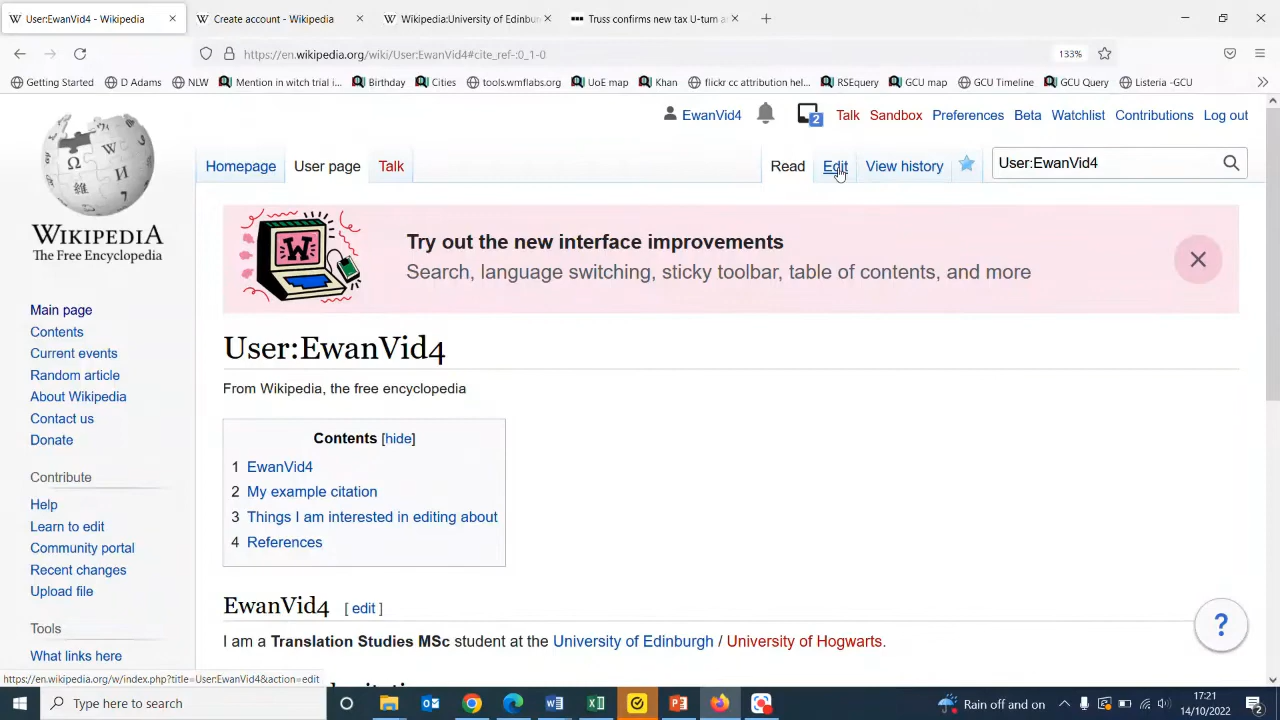 User:EwanVid4 - Wikipedia
Create account - Wikipedia
Wikipedia:University of Edinbur
Truss confirms new tax U-turn a
https://en.wikipedia.org/wiki/User:EwanVid4#cite_ref-:0_1-0
133%
Getting Started
D Adams
NLW
Mention in witch trial i...
Birthday
Cities
tools.wmflabs.org
UoE map
Khan
flickr cc attribution hel...
RSEquery
GCU map
GCU Timeline
GCU Query
Listeria -GCU
EwanVid4
2
Talk
Sandbox
Preferences
Beta
Watchlist
Contributions
Log out
Homepage
User page
Talk
Read
Edit
View history
User:EwanVid4
WIKIPEDIA
The Free Encyclopedia
Main page
Contents
Current events
Random article
About Wikipedia
Contact us
Donate
Contribute
Help
Learn to edit
Community portal
Recent changes
Upload file
Tools
What links here
W
Try out the new interface improvements
Search, language switching, sticky toolbar, table of contents, and more
User:EwanVid4
From Wikipedia, the free encyclopedia
Contents [hide]
1 EwanVid4
2 My example citation
3 Things I am interested in editing about
4 References
EwanVid4 [ edit ]
I am a Translation Studies MSc student at the University of Edinburgh / University of Hogwarts.
?
https://en.wikipedia.org/w/index.php?title=User:EwanVid4&action=edit
Type here to search
Rain off and on
17:21
14/10/2022
2